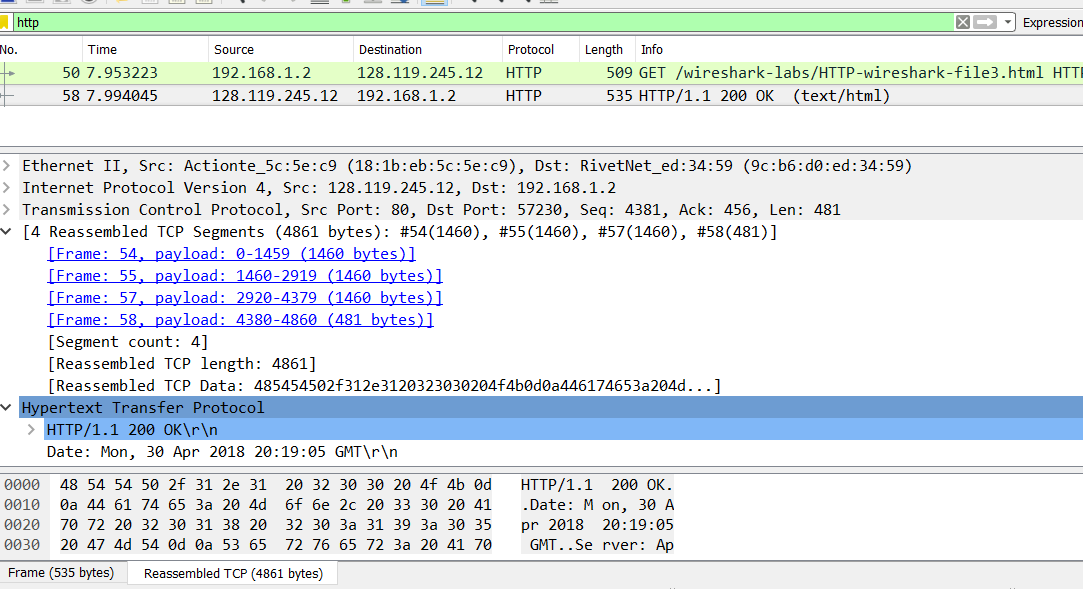 http Expression
No. Time Source Destination Protocol Length Info
50 7.953223 192.168.1.2 128.119.245.12 HTTP 509 GET /wireshark-labs/HTTP-wireshark-file3.html HTT
58 7.994045 128.119.245.12 192.168.1.2 HTTP 535 HTTP/1.1 200 OK (text/html)
Ethernet II, Src: Actionte_5c:5e:c9 (18:1b:eb:5c:5e:c9), Dst: RivetNet_ed:34:59 (9c:b6:d0:ed:34:59)
Internet Protocol Version 4, Src: 128.119.245.12, Dst: 192.168.1.2
Transmission Control Protocol, Src Port: 80, Dst Port: 57230, Seq: 4381, Ack: 456, Len: 481
[4 Reassembled TCP Segments (4861 bytes): #54(1460), #55(1460), #57(1460), #58(481)]
[Frame: 54, payload: 0-1459 (1460 bytes)]
[Frame: 55, payload: 1460-2919 (1460 bytes)]
[Frame: 57, payload: 2920-4379 (1460 bytes)]
[Frame: 58, payload: 4380-4860 (481 bytes)]
[Segment count: 4]
[Reassembled TCP length: 4861]
[Reassembled TCP Data: 485454502f312e3120323030204f4b0d0a446174653a204d...]
Hypertext Transfer Protocol
HTTP/1.1 200 OK\r\n
Date: Mon, 30 Apr 2018 20:19:05 GMT\r\n
0000 48 54 54 50 2f 31 2e 31 20 32 30 30 20 4f 4b 0d HTTP/1.1 200 OK.
0010 0a 44 61 74 65 3a 20 4d 6f 6e 2c 20 33 30 20 41 .Date: M on, 30 A
0020 70 72 20 32 30 31 38 20 32 30 3a 31 39 3a 30 35 pr 2018 20:19:05
0030 20 47 4d 54 0d 0a 53 65 72 76 65 72 3a 20 41 70 GMT..Se rver: Ap
Frame (535 bytes) Reassembled TCP (4861 bytes)